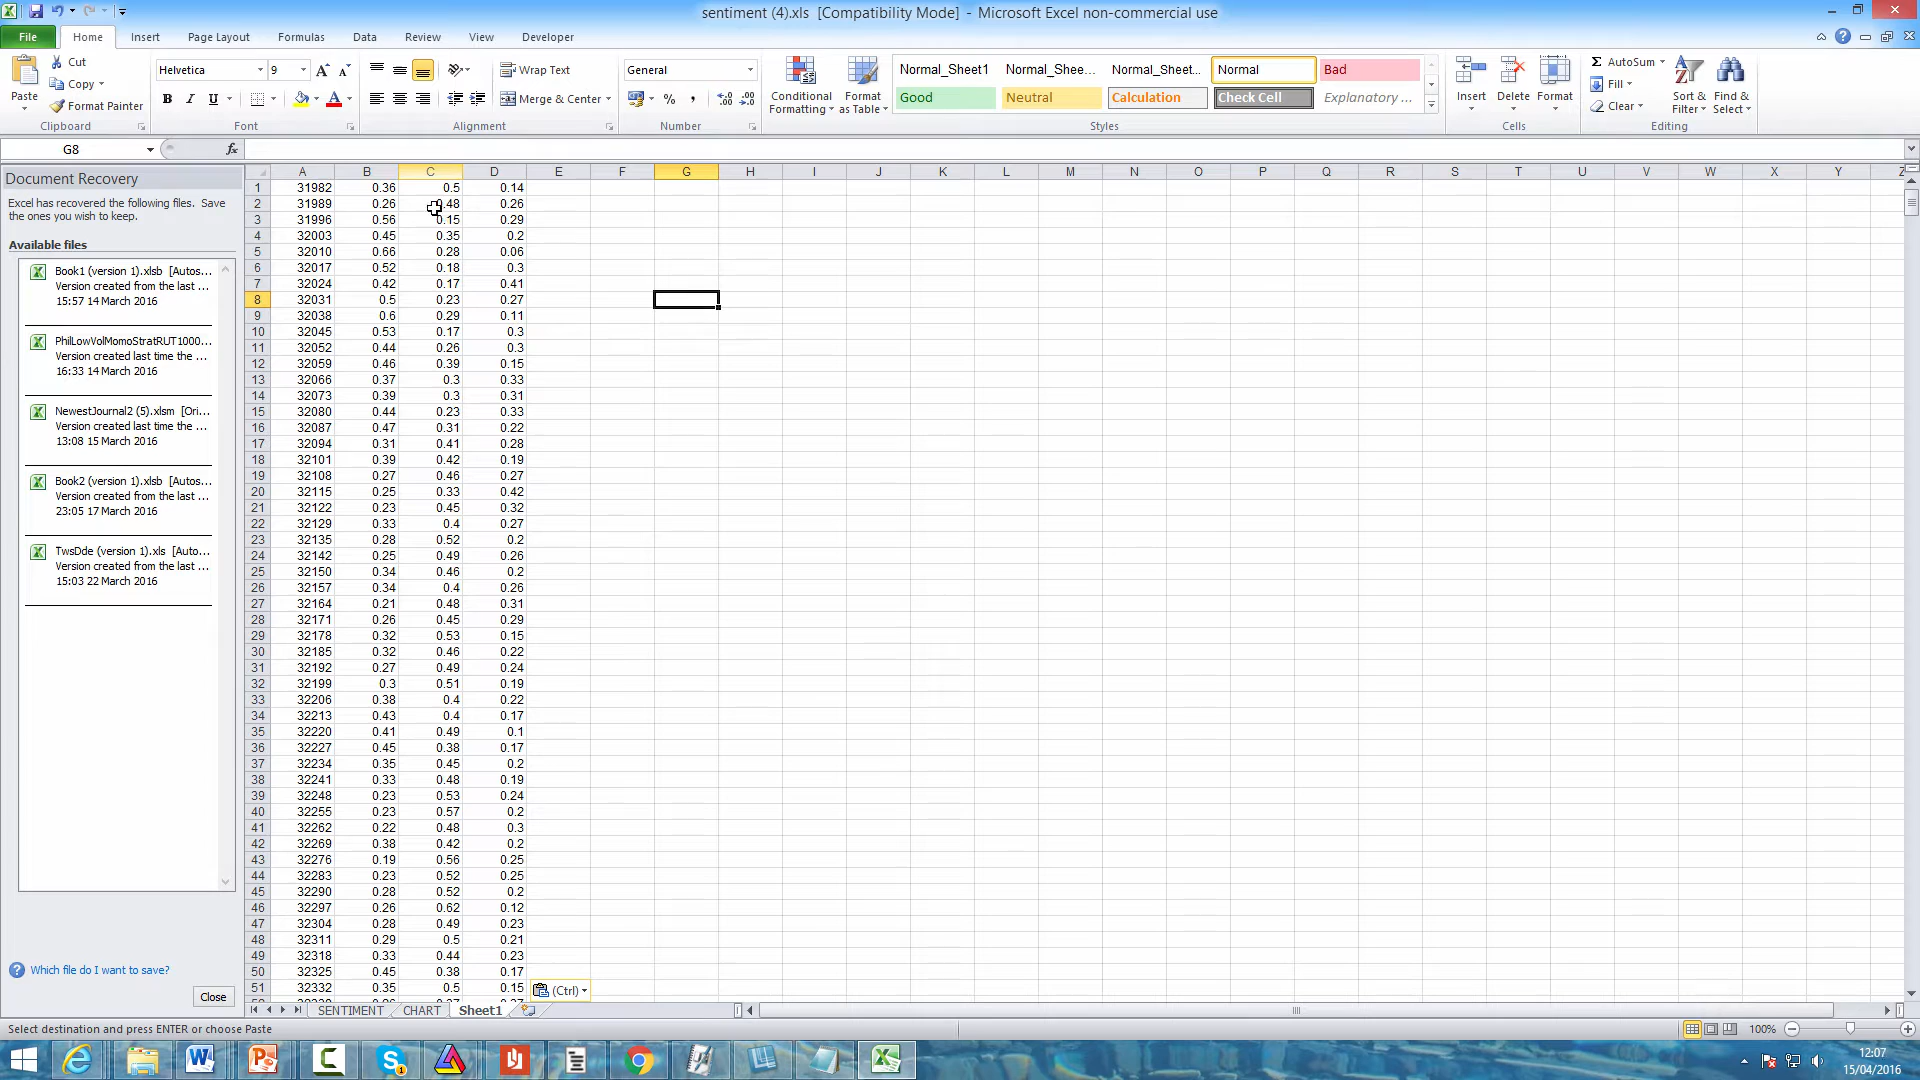 sentiment (4).xls [Compatibility Mode] - Microsoft Excel non-commercial use
File Home Insert Page Layout Formulas Data Review View Developer
Paste
Cut
Copy
Format Painter
Clipboard
Helvetica 9
B I U
Font
Wrap Text
Merge & Center
Alignment
General
%
Number
Conditional Formatting
Format as Table
Normal_Sheet1 Normal_Shee... Normal_Sheet... Normal Bad
Good Neutral Calculation Check Cell Explanatory ...
Styles
Insert Delete Format
Cells
AutoSum
Fill
Clear
Sort & Filter
Find & Select
Editing
G8
fx
Document Recovery
Excel has recovered the following files. Save
the ones you wish to keep.
Available files
Book1 (version 1).xlsb [Autos...
Version created from the last ...
15:57 14 March 2016
PhilLowVolMomoStratRUT1000...
Version created last time the ...
16:33 14 March 2016
NewestJournal2 (5).xlsm [Ori...
Version created last time the ...
13:08 15 March 2016
Book2 (version 1).xlsb [Autos...
Version created from the last ...
23:05 17 March 2016
TwsDde (version 1).xls [Auto...
Version created from the last ...
15:03 22 March 2016
Which file do I want to save?
Close
A B C D E F G H I J K L M N O P Q R S T U V W X Y Z
1 31982 0.36 0.5 0.14
2 31989 0.26 0.48 0.26
3 31996 0.56 0.15 0.29
4 32003 0.45 0.35 0.2
5 32010 0.66 0.28 0.06
6 32017 0.52 0.18 0.3
7 32024 0.42 0.17 0.41
8 32031 0.5 0.23 0.27
9 32038 0.6 0.29 0.11
10 32045 0.53 0.17 0.3
11 32052 0.44 0.26 0.3
12 32059 0.46 0.39 0.15
13 32066 0.37 0.3 0.33
14 32073 0.39 0.3 0.31
15 32080 0.44 0.23 0.33
16 32087 0.47 0.31 0.22
17 32094 0.31 0.41 0.28
18 32101 0.39 0.42 0.19
19 32108 0.27 0.46 0.27
20 32115 0.25 0.33 0.42
21 32122 0.23 0.45 0.32
22 32129 0.33 0.4 0.27
23 32135 0.28 0.52 0.2
24 32142 0.25 0.49 0.26
25 32150 0.34 0.46 0.2
26 32157 0.34 0.4 0.26
27 32164 0.21 0.48 0.31
28 32171 0.26 0.45 0.29
29 32178 0.32 0.53 0.15
30 32185 0.32 0.46 0.22
31 32192 0.27 0.49 0.24
32 32199 0.3 0.51 0.19
33 32206 0.38 0.4 0.22
34 32213 0.43 0.4 0.17
35 32220 0.41 0.49 0.1
36 32227 0.45 0.38 0.17
37 32234 0.35 0.45 0.2
38 32241 0.33 0.48 0.19
39 32248 0.23 0.53 0.24
40 32255 0.23 0.57 0.2
41 32262 0.22 0.48 0.3
42 32269 0.38 0.42 0.2
43 32276 0.19 0.56 0.25
44 32283 0.23 0.52 0.25
45 32290 0.28 0.52 0.2
46 32297 0.26 0.62 0.12
47 32304 0.28 0.49 0.23
48 32311 0.29 0.5 0.21
49 32318 0.33 0.44 0.23
50 32325 0.45 0.38 0.17
51 32332 0.35 0.5 0.15
(Ctrl)
SENTIMENT CHART Sheet1
Select destination and press ENTER or choose Paste
100%
12:07
15/04/2016